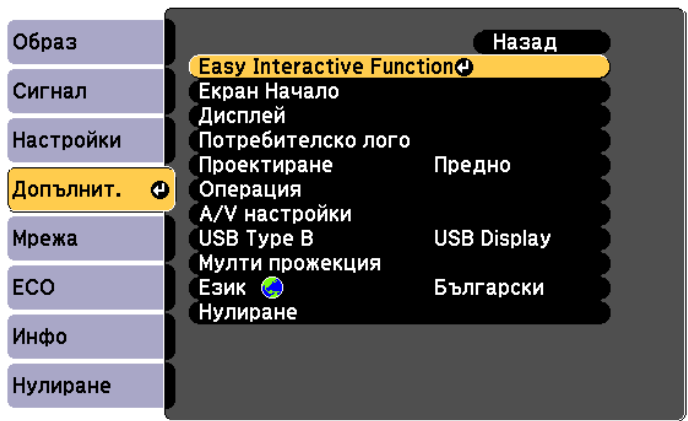 Образ
Сигнал
Настройки
Допълнит.
Мрежа
ECO
Инфо
Нулиране
Назад
Easy Interactive Function
Екран Начало
Дисплей
Потребителско лого
Проектиране Предно
Операция
A/V настройки
USB Type B USB Display
Мулти прожекция
Език Български
Нулиране